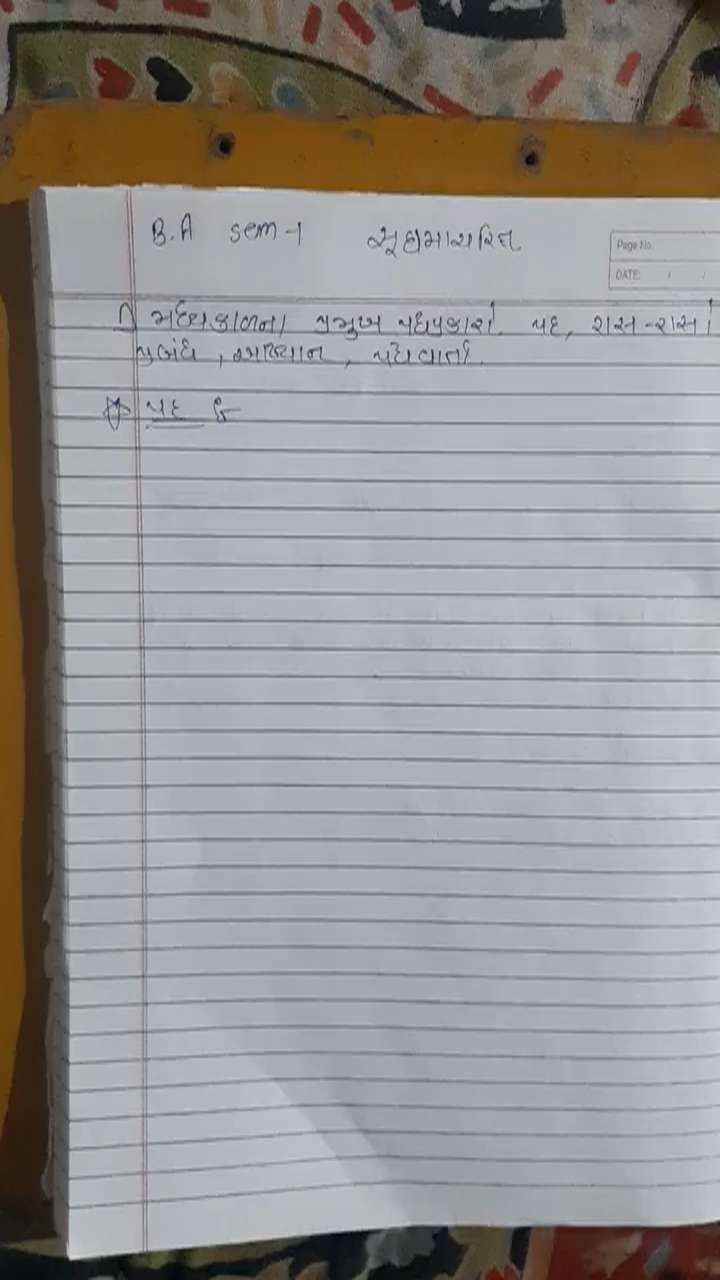 B.A sem-1 સૂદામાચરિત
Page No.
DATE: / /
1) મધ્યકાળના પ્રમુખ પદ્યપ્રકારો. પદ, રાસ-રાસો
પ્રબંધ, આખ્યાન, પદ્યવાર્તા.
* પદ :-